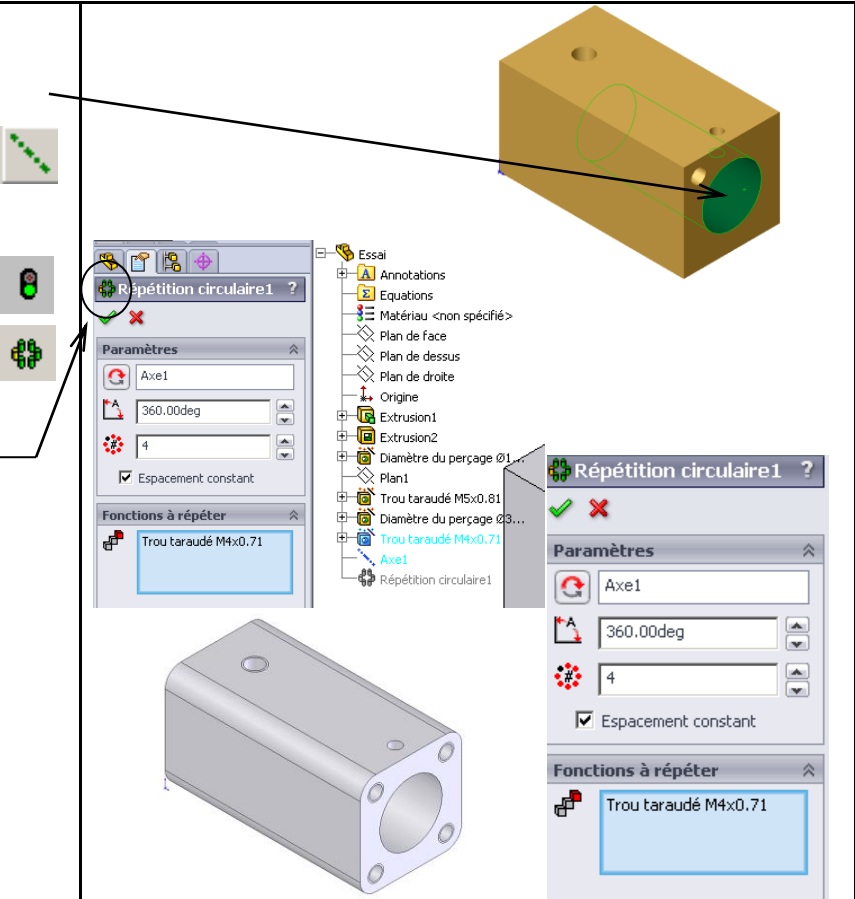 Répétition circulaire1 ?
Paramètres
Axe1
360.00deg
4
Espacement constant
Fonctions à répéter
Trou taraudé M4x0.71
Essai
Annotations
Equations
Matériau <non spécifié>
Plan de face
Plan de dessus
Plan de droite
Origine
Extrusion1
Extrusion2
Diamètre du perçage Ø1...
Plan1
Trou taraudé M5x0.81
Diamètre du perçage Ø3...
Trou taraudé M4x0.71
Axe1
Répétition circulaire1
Répétition circulaire1 ?
Paramètres
Axe1
360.00deg
4
Espacement constant
Fonctions à répéter
Trou taraudé M4x0.71